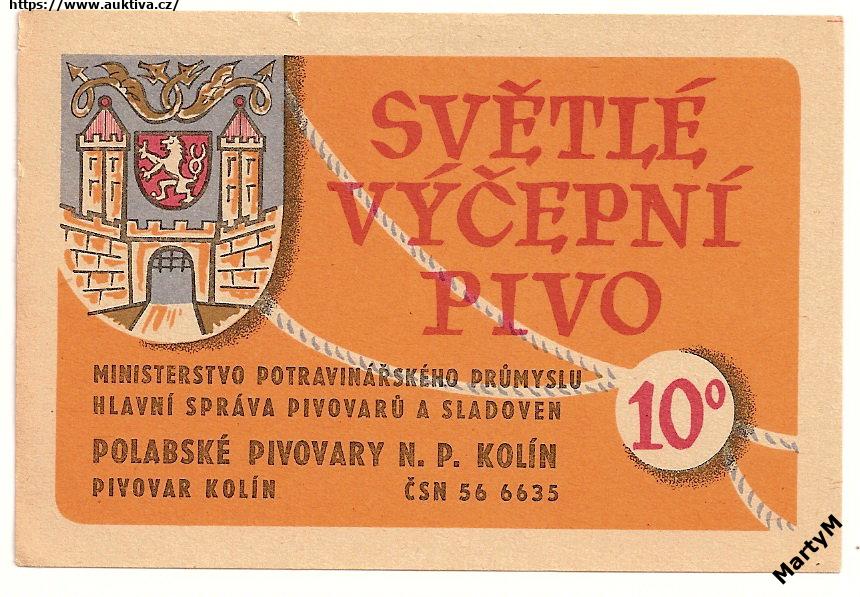 https://www.auktiva.cz/
SVĚTLÉ
VÝČEPNÍ
PIVO
MINISTERSTVO POTRAVINÁŘSKÉHO PRŮMYSLU
HLAVNÍ SPRÁVA PIVOVARŮ A SLADOVEN
10°
POLABSKÉ PIVOVARY N. P. KOLÍN
PIVOVAR KOLÍN ČSN 56 6635
MartyM